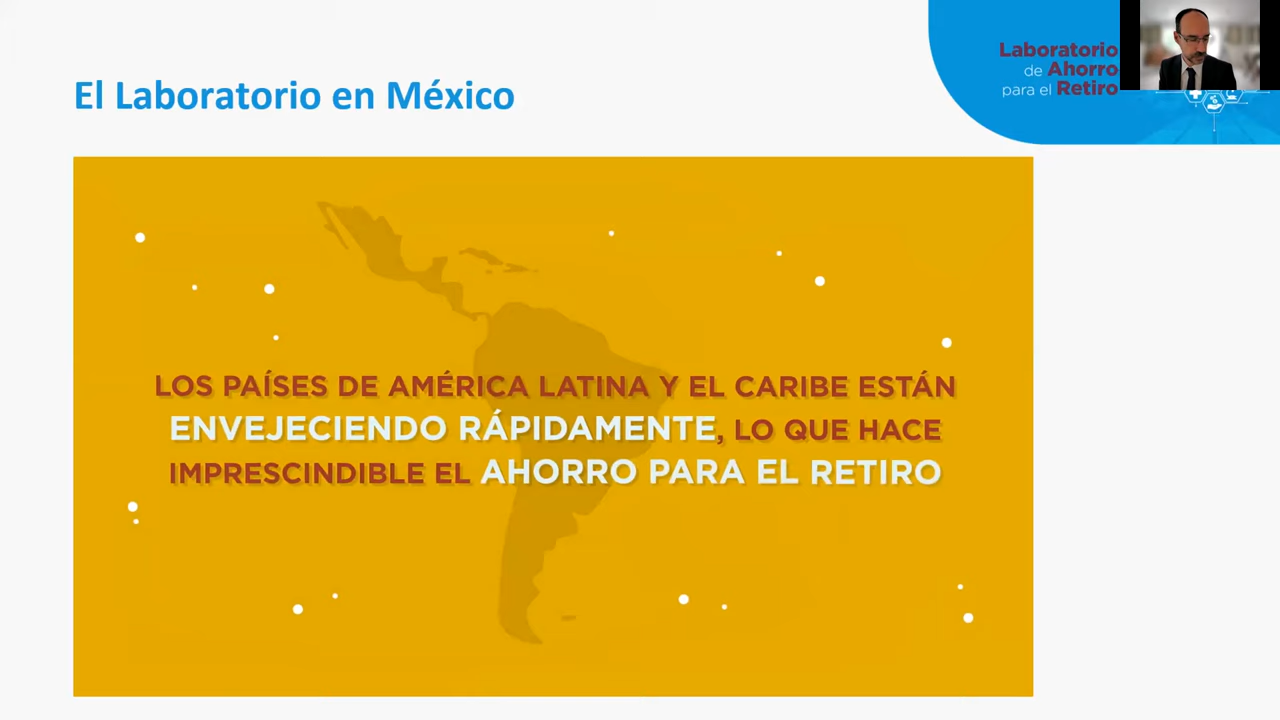 El Laboratorio en México
Laboratorio
de Ahorro
para el Retiro
LOS PAÍSES DE AMÉRICA LATINA Y EL CARIBE ESTÁN
ENVEJECIENDO RÁPIDAMENTE, LO QUE HACE
IMPRESCINDIBLE EL AHORRO PARA EL RETIRO